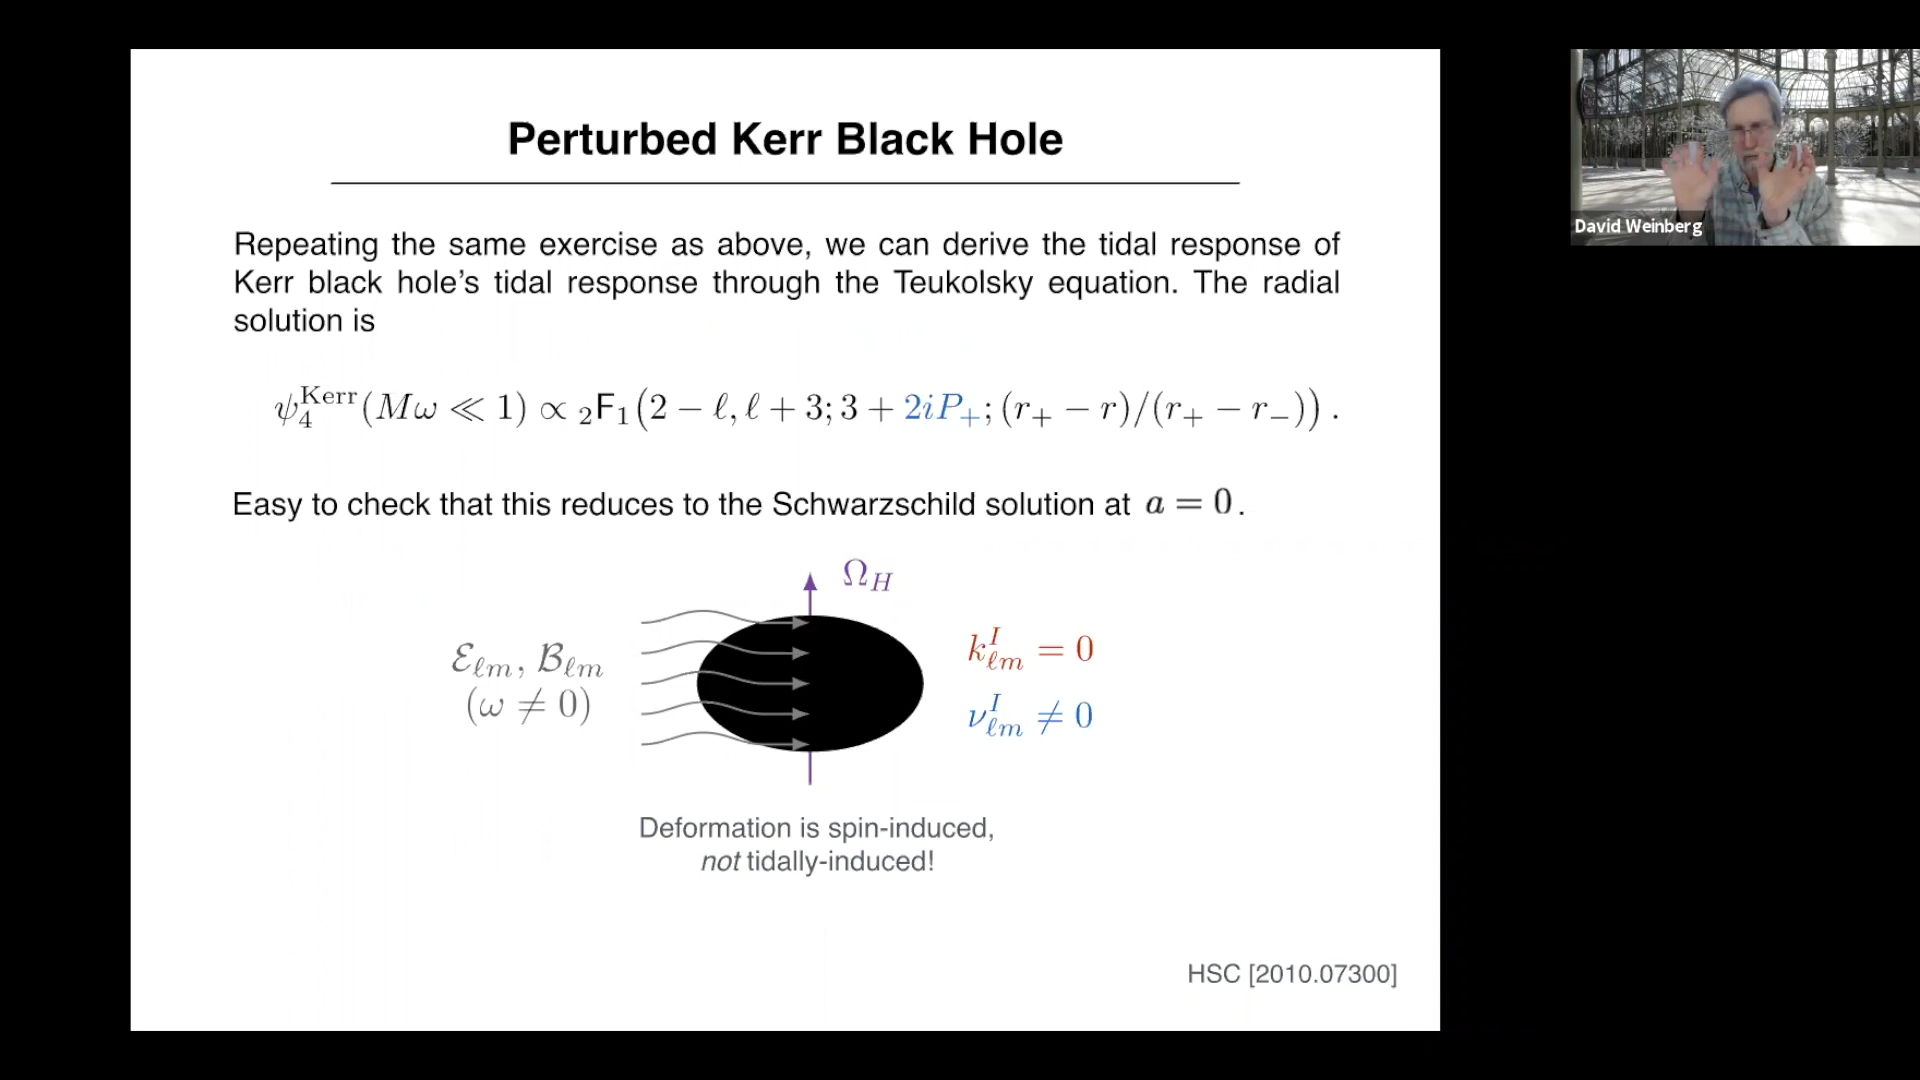 Perturbed Kerr Black Hole
Repeating the same exercise as above, we can derive the tidal response of
Kerr black hole's tidal response through the Teukolsky equation. The radial
solution is
ψ₄^Kerr(Mω ≪ 1) ∝ ₂F₁(2 − ℓ, ℓ + 3; 3 + 2iP₊; (r₊ − r)/(r₊ − r₋)) .
Easy to check that this reduces to the Schwarzschild solution at a = 0.
Ω_H
ℰ_ℓm, ℬ_ℓm
(ω ≠ 0)
k^I_ℓm = 0
ν^I_ℓm ≠ 0
Deformation is spin-induced,
not tidally-induced!
HSC [2010.07300]
David Weinberg